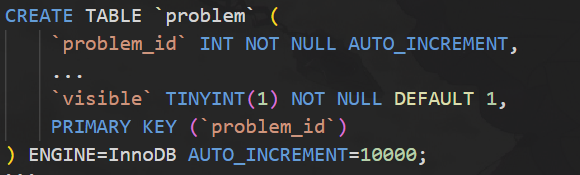 CREATE TABLE `problem` (
`problem_id` INT NOT NULL AUTO_INCREMENT,
...
`visible` TINYINT(1) NOT NULL DEFAULT 1,
PRIMARY KEY (`problem_id`)
) ENGINE=InnoDB AUTO_INCREMENT=10000;